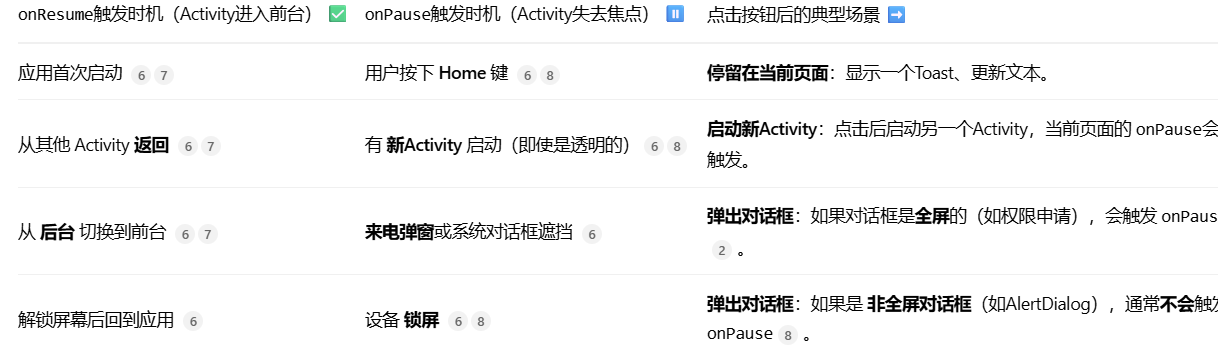 onResume触发时机（Activity进入前台） ✅ onPause触发时机（Activity失去焦点） ⏸️ 点击按钮后的典型场景 ➡️
应用首次启动 6 7 用户按下 Home 键 6 8 停留在当前页面：显示一个Toast、更新文本。
从其他 Activity 返回 6 7 有 新Activity 启动（即使是透明的） 6 8 启动新Activity：点击后启动另一个Activity，当前页面的 onPause会
触发。
从 后台 切换到前台 6 7 来电弹窗或系统对话框遮挡 6 弹出对话框：如果对话框是全屏的（如权限申请），会触发 onPaus
2 。
解锁屏幕后回到应用 6 设备 锁屏 6 8 弹出对话框：如果是 非全屏对话框（如AlertDialog），通常不会触发
onPause 8 。